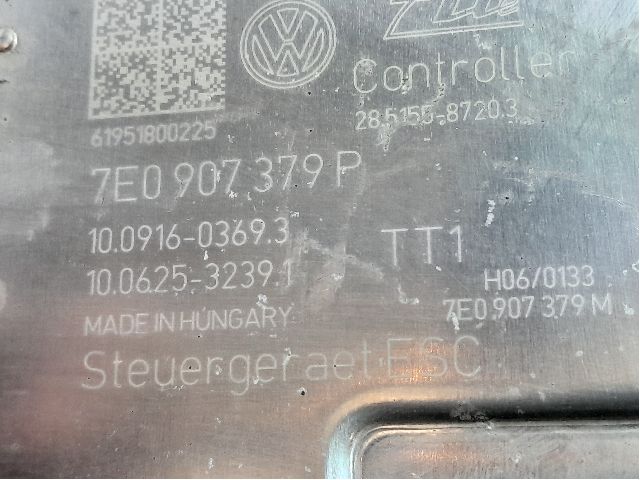 Controller
28.5155-8720.3
61951800225
7E0 907 379 P
10.0916-0369.3
TT1
10.0625-3239.1
H06/0133
7E0 907 379 M
MADE IN HUNGARY
Steuergeraet ESC